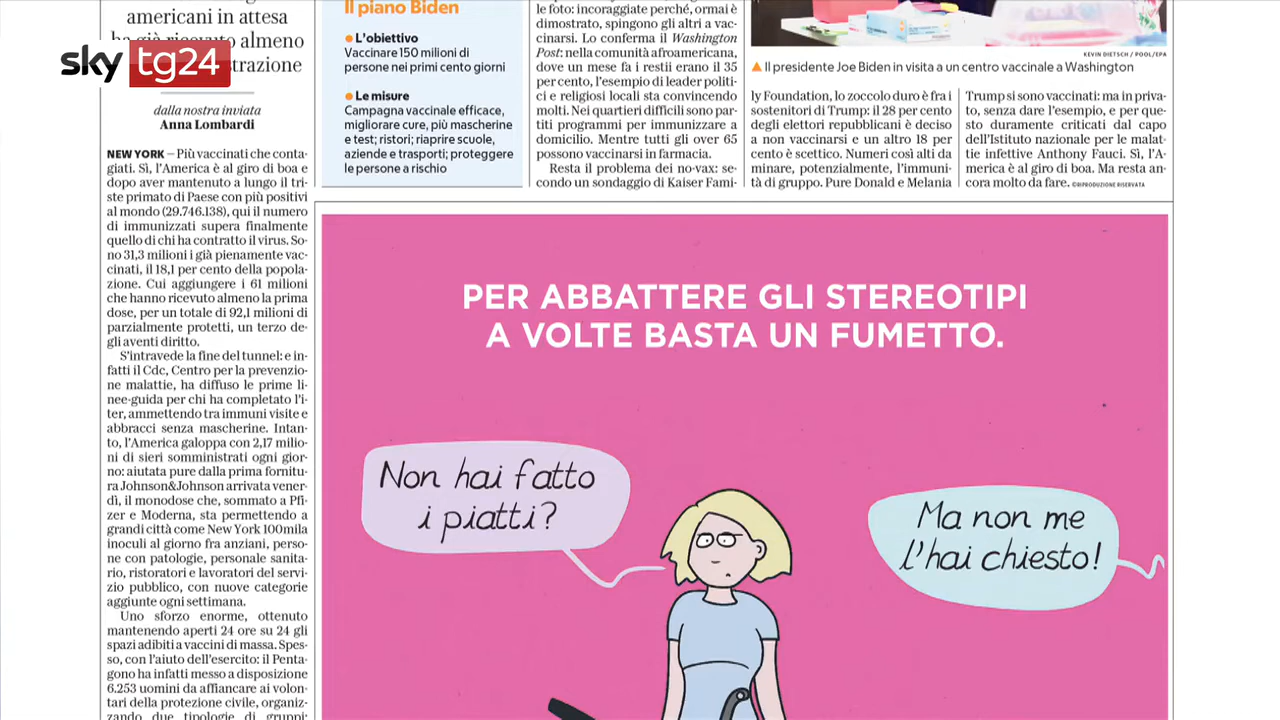 americani in attesa
almeno
sky tg24
trazione
dalla nostra inviata
Anna Lombardi
NEW YORK – Più vaccinati che conta-
giati. Sì, l'America è al giro di boa e
dopo aver mantenuto a lungo il tri-
ste primato di Paese con più positivi
al mondo (29.746.138), qui il numero
di immunizzati supera finalmente
quello di chi ha contratto il virus. So-
no 31,3 milioni i già pienamente vac-
cinati, il 18,1 per cento della popola-
zione. Cui aggiungere i 61 milioni
che hanno ricevuto almeno la prima
dose, per un totale di 92,1 milioni di
parzialmente protetti, un terzo de-
gli aventi diritto.
S'intravede la fine del tunnel: e in-
fatti il Cdc, Centro per la prevenzio-
ne malattie, ha diffuso le prime li-
nee-guida per chi ha completato l'i-
ter, ammettendo tra immuni visite e
abbracci senza mascherine. Intan-
to, l'America galoppa con 2,17 milio-
ni di sieri somministrati ogni gior-
no: aiutata pure dalla prima fornitu-
ra Johnson&Johnson arrivata vener-
dì, il monodose che, sommato a Pfi-
zer e Moderna, sta permettendo a
grandi città come New York 100mila
inoculi al giorno fra anziani, perso-
ne con patologie, personale sanita-
rio, ristoratori e lavoratori del servi-
zio pubblico, con nuove categorie
aggiunte ogni settimana.
Uno sforzo enorme, ottenuto
mantenendo aperti 24 ore su 24 gli
spazi adibiti a vaccini di massa. Spes-
so, con l'aiuto dell'esercito: il Penta-
gono ha infatti messo a disposizione
6.253 uomini da affiancare ai volon-
tari della protezione civile, organiz-
zando due tipologie di gruppi:
Il piano Biden
● L'obiettivo
Vaccinare 150 milioni di
persone nei primi cento giorni
● Le misure
Campagna vaccinale efficace,
migliorare cure, più mascherine
e test; ristori; riaprire scuole,
aziende e trasporti; proteggere
le persone a rischio
le foto: incoraggiate perché, ormai è
dimostrato, spingono gli altri a vac-
cinarsi. Lo conferma il Washington
Post: nella comunità afroamericana,
dove un mese fa i restii erano il 35
per cento, l'esempio di leader politi-
ci e religiosi locali sta convincendo
molti. Nei quartieri difficili sono par-
titi programmi per immunizzare a
domicilio. Mentre tutti gli over 65
possono vaccinarsi in farmacia.
Resta il problema dei no-vax: se-
condo un sondaggio di Kaiser Fami-
KEVIN DIETSCH / POOL/EPA
▲ Il presidente Joe Biden in visita a un centro vaccinale a Washington
ly Foundation, lo zoccolo duro è fra i
sostenitori di Trump: il 28 per cento
degli elettori republicani è deciso
a non vaccinarsi e un altro 18 per
cento è scettico. Numeri così alti da
minare, potenzialmente, l'immuni-
tà di gruppo. Pure Donald e Melania
Trump si sono vaccinati: ma in priva-
to, senza dare l'esempio, e per que-
sto duramente criticati dal capo
dell'Istituto nazionale per le malat-
tie infettive Anthony Fauci. Sì, l'A-
merica è al giro di boa. Ma resta an-
cora molto da fare. ©RIPRODUZIONE RISERVATA
PER ABBATTERE GLI STEREOTIPI
A VOLTE BASTA UN FUMETTO.
Non hai fatto
i piatti?
Ma non me
l'hai chiesto!